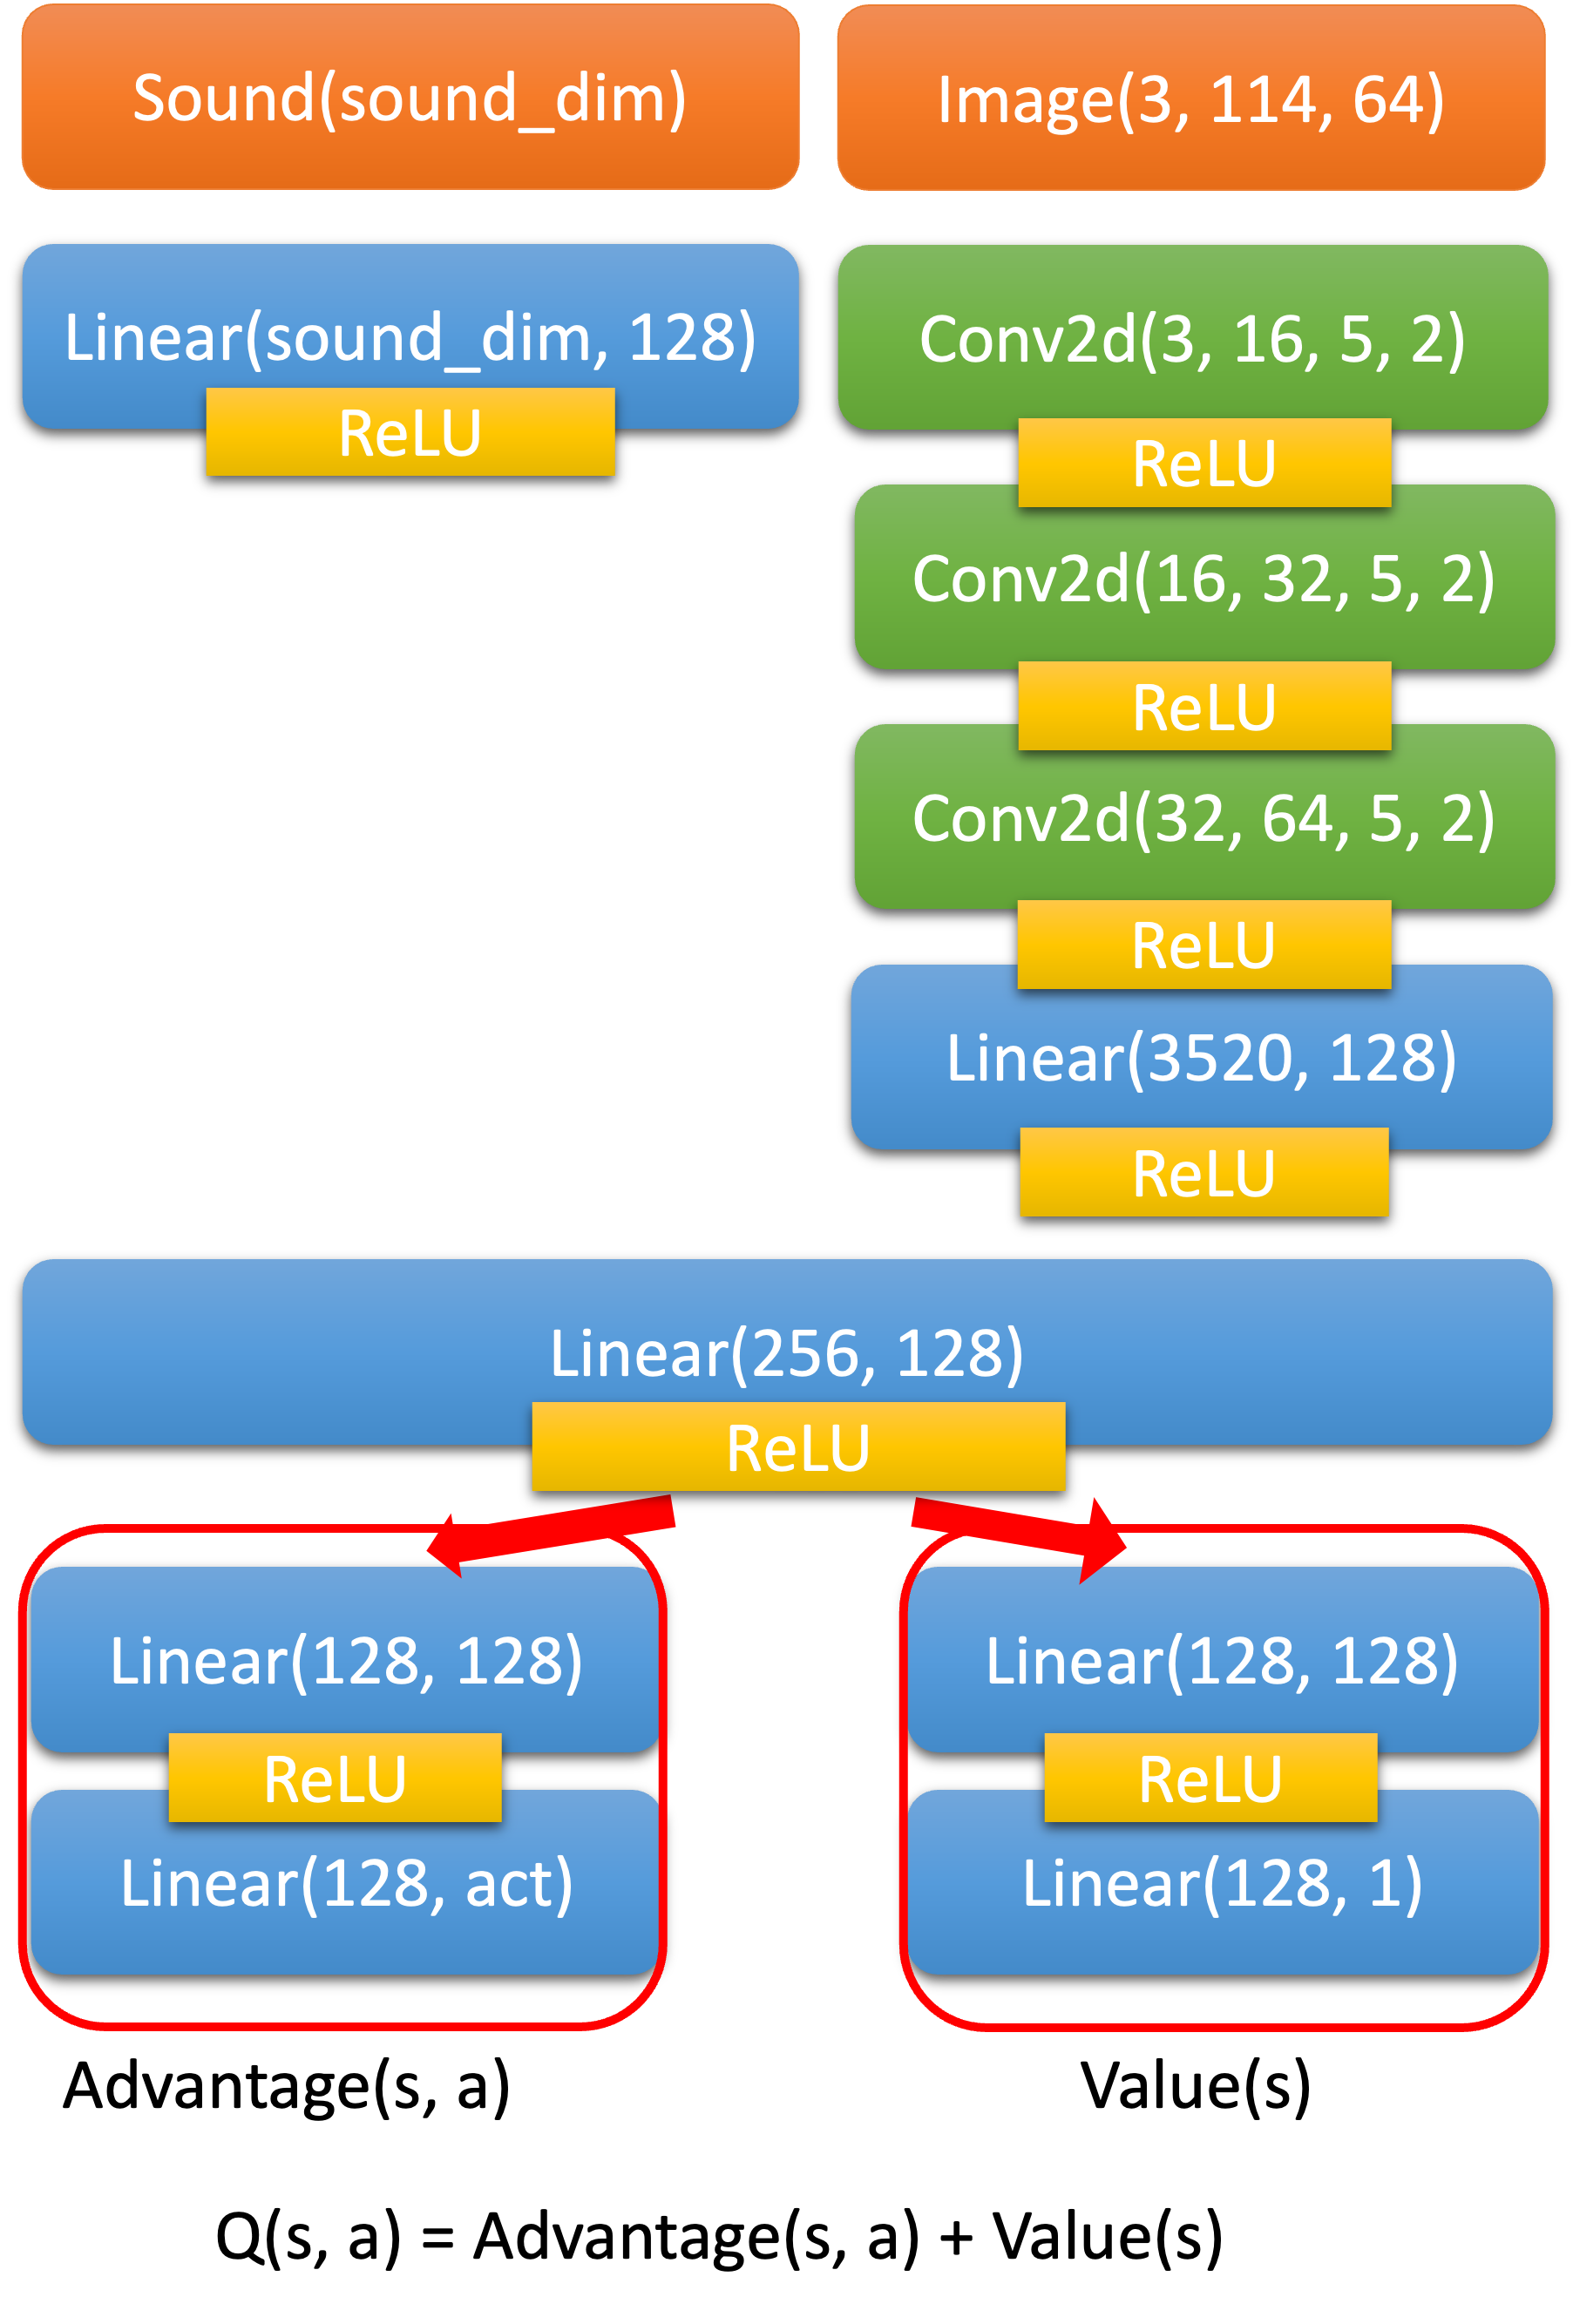 Sound(sound_dim)
Image(3, 114, 64)
Linear(sound_dim, 128)
ReLU
Conv2d(3, 16, 5, 2)
ReLU
Conv2d(16, 32, 5, 2)
ReLU
Conv2d(32, 64, 5, 2)
ReLU
Linear(3520, 128)
ReLU
Linear(256, 128)
ReLU
Linear(128, 128)
ReLU
Linear(128, act)
Advantage(s, a)
Linear(128, 128)
ReLU
Linear(128, 1)
Value(s)
Q(s, a) = Advantage(s, a) + Value(s)